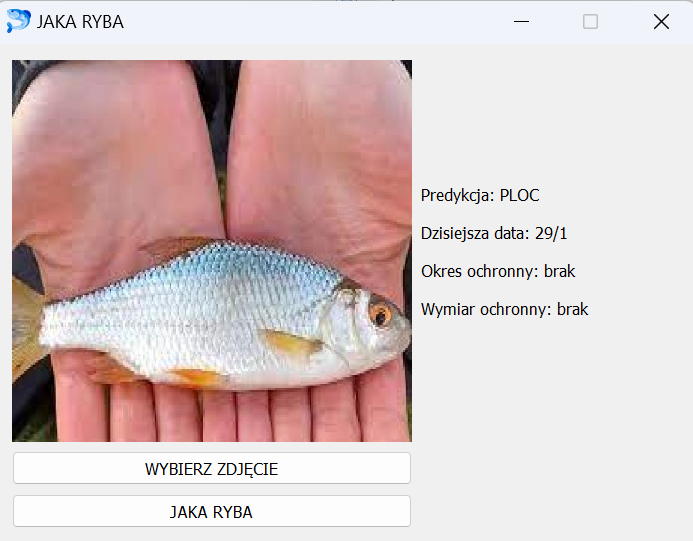 JAKA RYBA
Predykcja: PLOC
Dzisiejsza data: 29/1
Okres ochronny: brak
Wymiar ochronny: brak
WYBIERZ ZDJĘCIE
JAKA RYBA